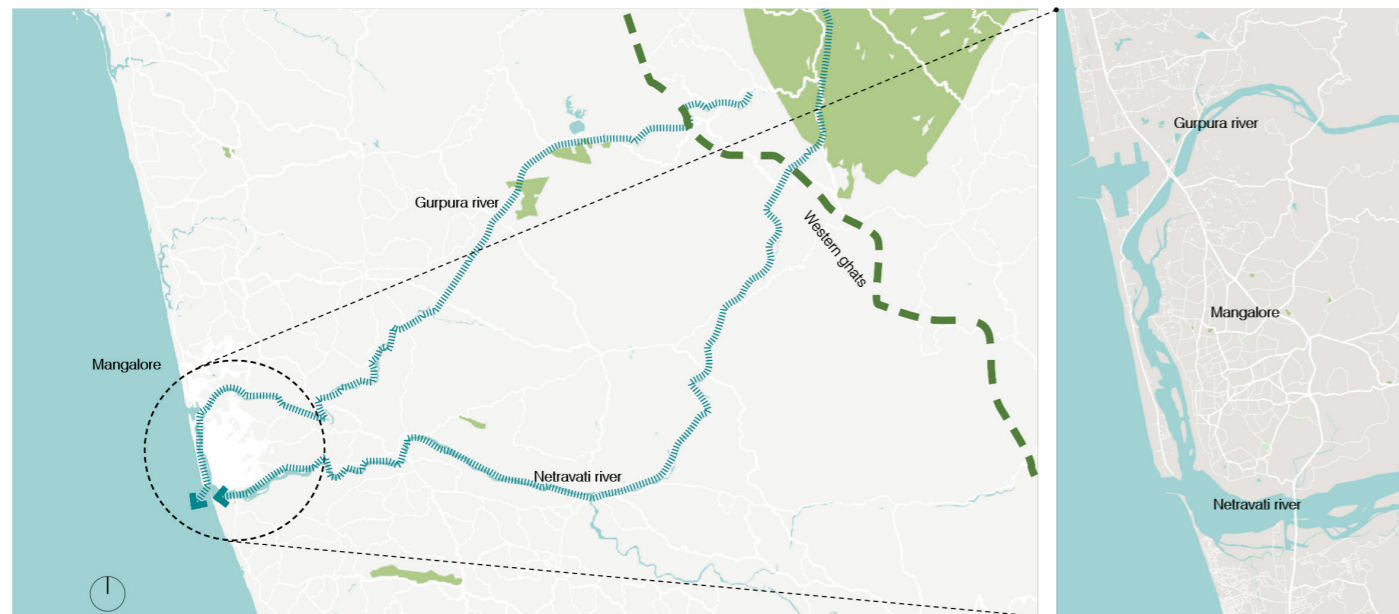 Gurpura river
Western ghats
Mangalore
Netravati river
Gurpura river
Mangalore
Netravati river